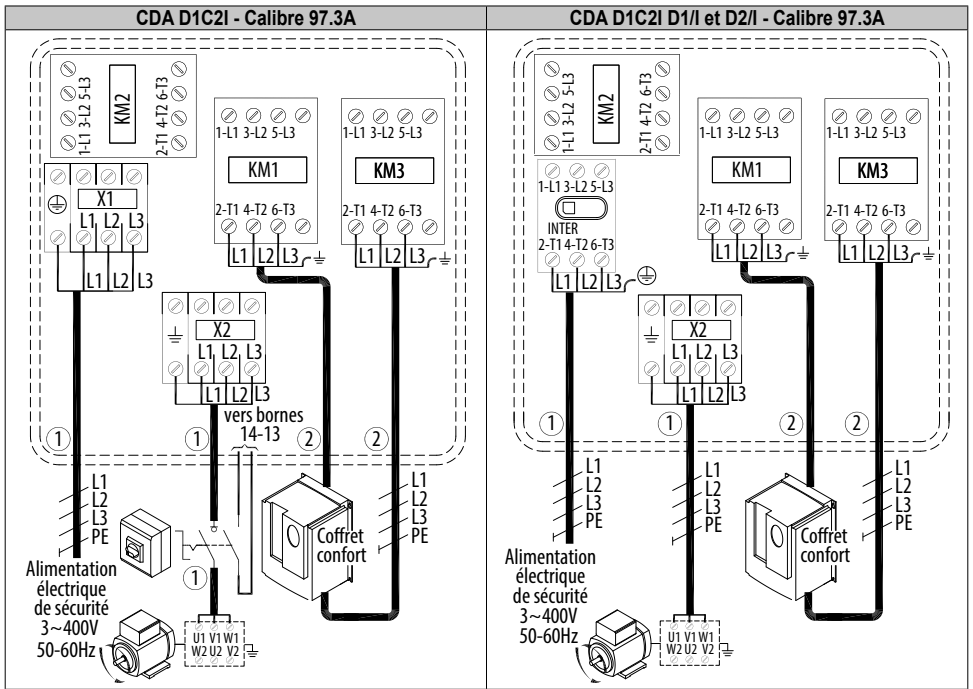 CDA D1C2I - Calibre 97.3A
5-L3
3-L2
1-L1
KM2
6-T3
4-T2
2-T1
1-L1 3-L2 5-L3
KM1
2-T1 4-T2 6-T3
L1 L2 L3
1-L1 3-L2 5-L3
KM3
2-T1 4-T2 6-T3
L1 L2 L3
X1
L1 L2 L3
L1 L2 L3
X2
L1 L2 L3
L1 L2 L3
vers bornes
14-13
1
1
2
2
L1
L2
L3
PE
Alimentation
électrique
de sécurité
3~400V
50-60Hz
1
Coffret
confort
L1
L2
L3
PE
U1 V1 W1
W2 U2 V2
CDA D1C2I D1/I et D2/I - Calibre 97.3A
5-L3
3-L2
1-L1
KM2
6-T3
4-T2
2-T1
1-L1 3-L2 5-L3
KM1
2-T1 4-T2 6-T3
L1 L2 L3
1-L1 3-L2 5-L3
KM3
2-T1 4-T2 6-T3
L1 L2 L3
1-L1 3-L2 5-L3
INTER
2-T1 4-T2 6-T3
L1 L2 L3
X2
L1 L2 L3
L1 L2 L3
1
1
2
2
L1
L2
L3
PE
Alimentation
électrique
de sécurité
3~400V
50-60Hz
L1
L2
L3
PE
Coffret
confort
L1
L2
L3
PE
U1 V1 W1
W2 U2 V2